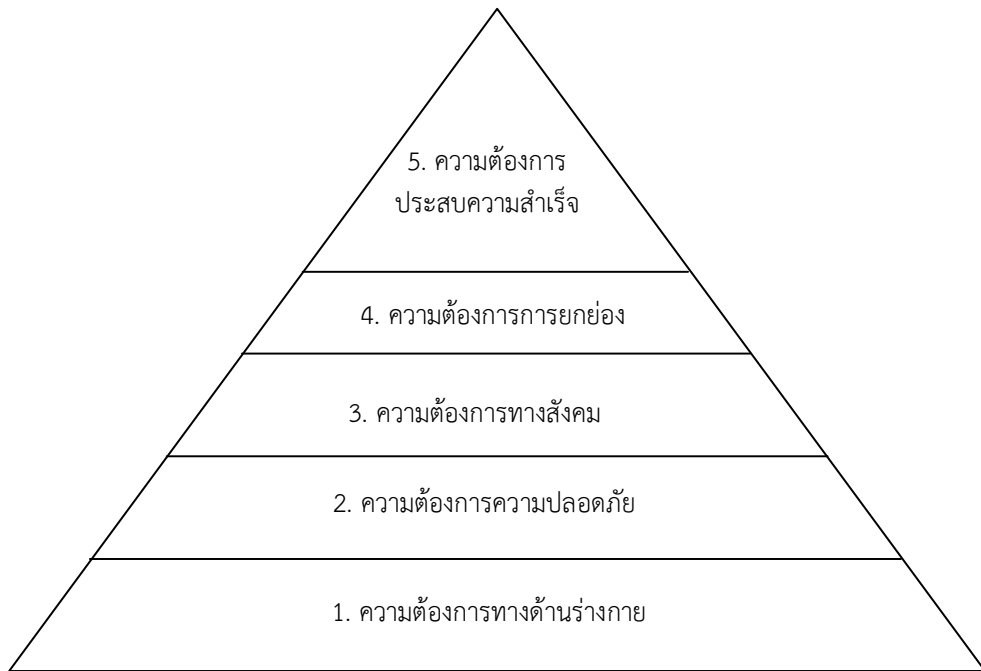 5. ความต้องการ
ประสบความสำเร็จ
4. ความต้องการการยกย่อง
3. ความต้องการทางสังคม
2. ความต้องการความปลอดภัย
1. ความต้องการทางด้านร่างกาย